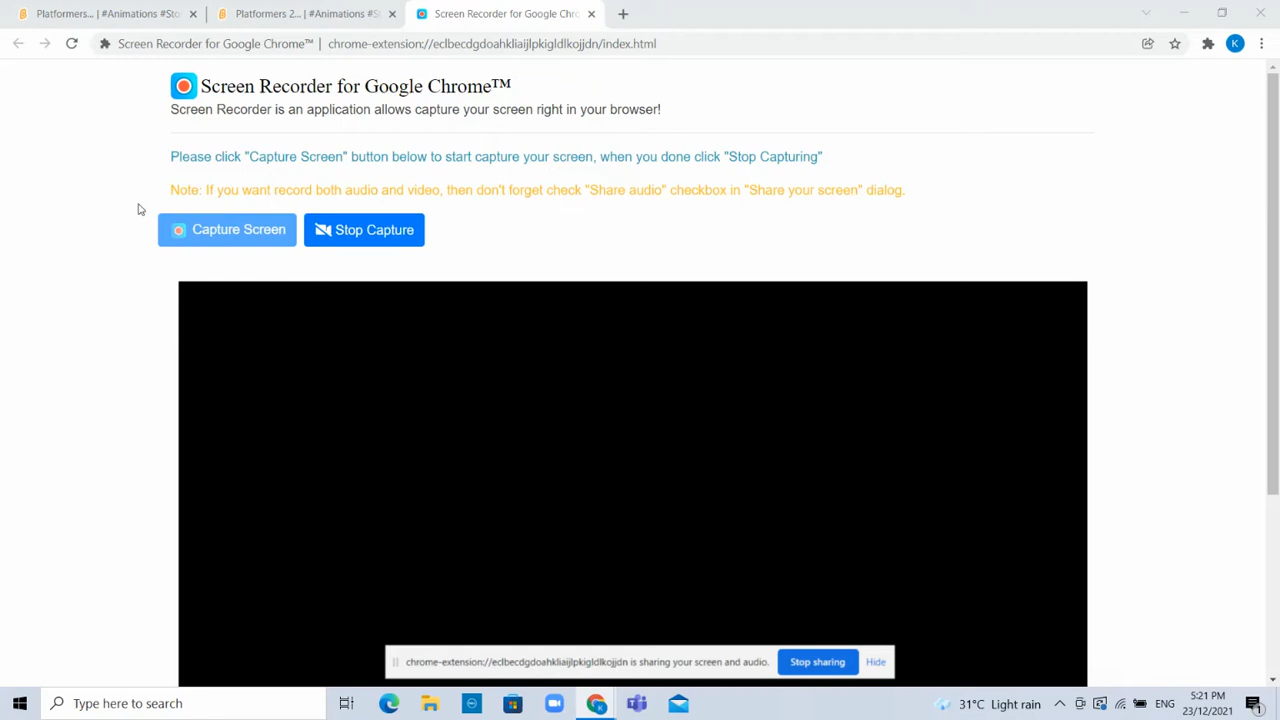 Platformers... | #Animations #Sto
Platformers 2... | #Animations #S
Screen Recorder for Google Chro
Screen Recorder for Google Chrome™ | chrome-extension://eclbecdgdoahkliaijlpkigldlkojjdn/index.html
K
Screen Recorder for Google Chrome™
Screen Recorder is an application allows capture your screen right in your browser!
Please click "Capture Screen" button below to start capture your screen, when you done click "Stop Capturing"
Note: If you want record both audio and video, then don't forget check "Share audio" checkbox in "Share your screen" dialog.
Capture Screen
Stop Capture
chrome-extension://eclbecdgdoahkliaijlpkigldlkojjdn is sharing your screen and audio.
Stop sharing
Hide
Type here to search
31°C Light rain
ENG
5:21 PM
23/12/2021